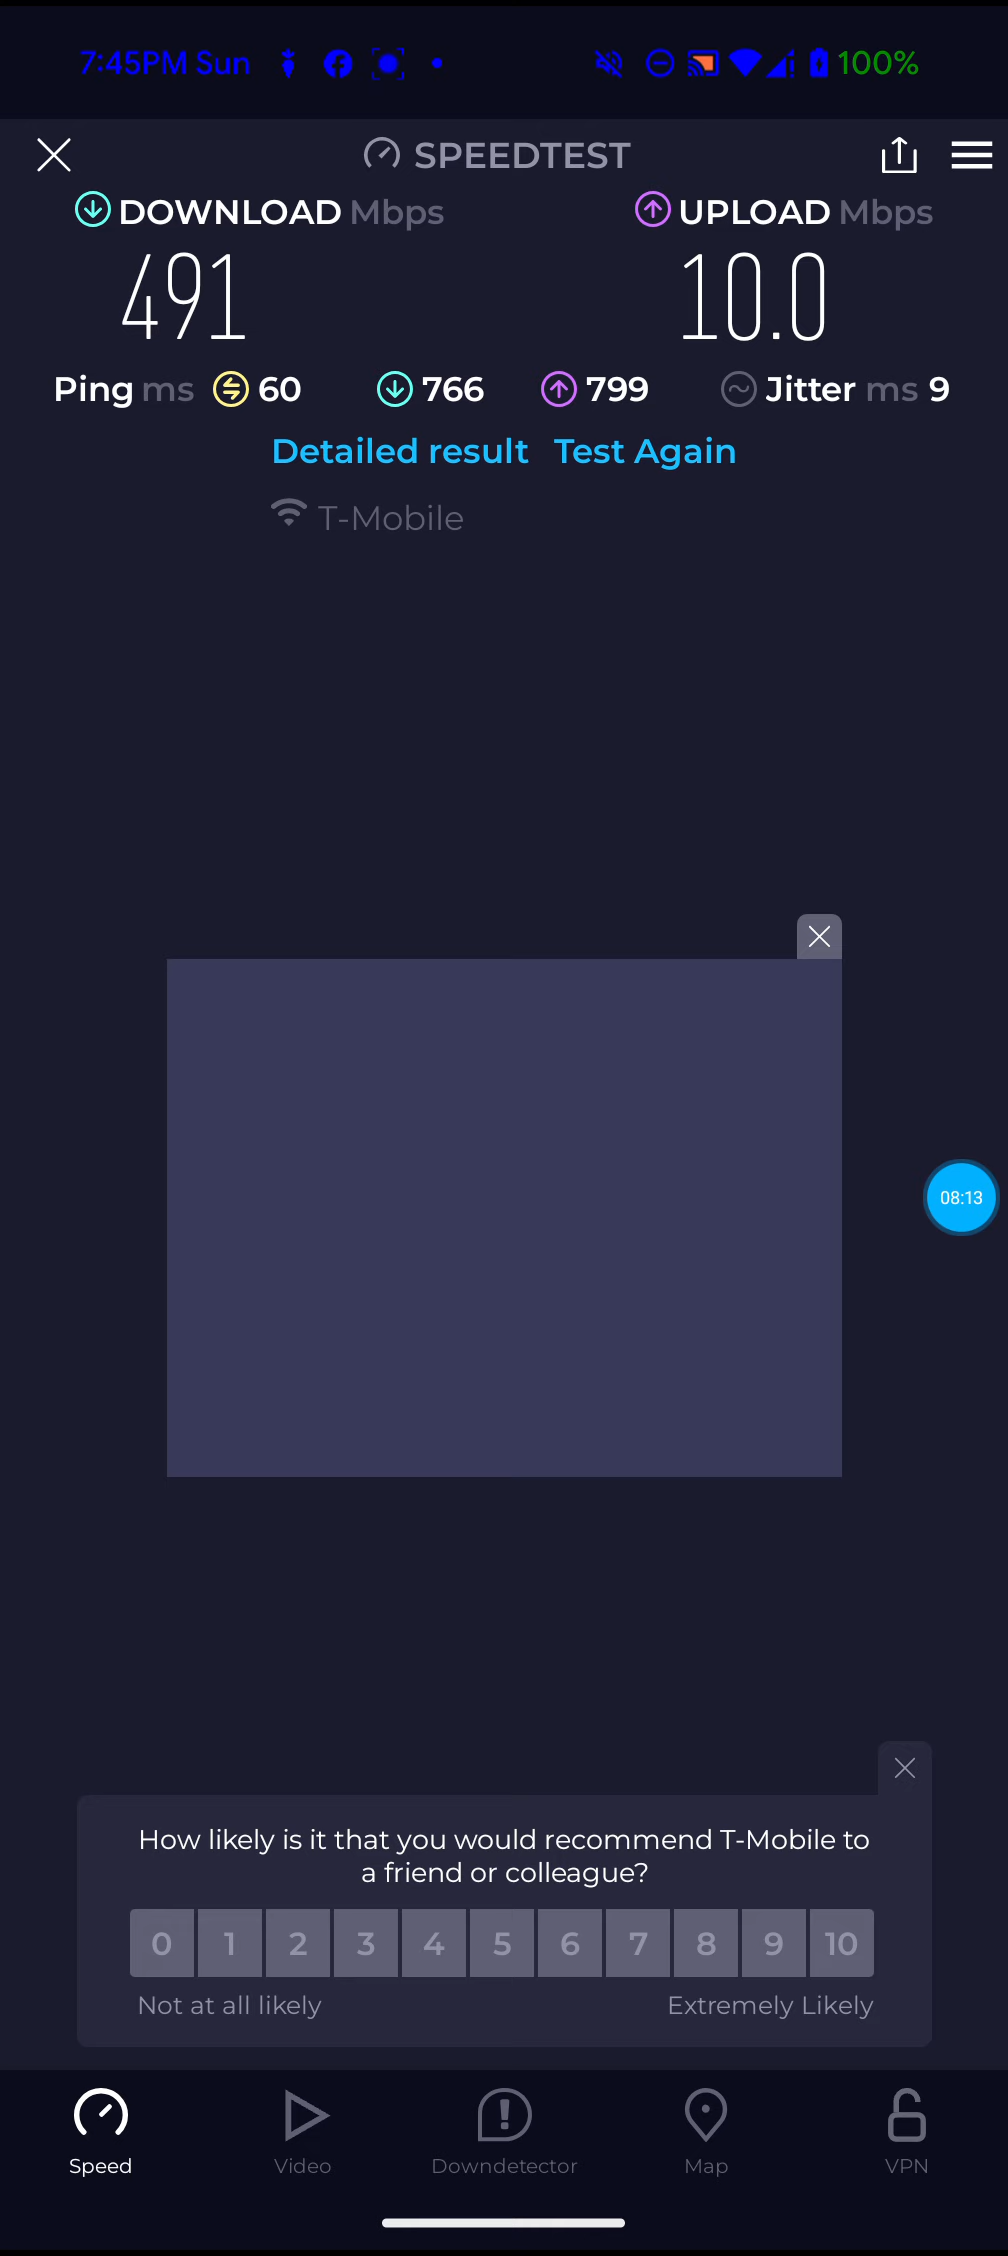 7:45PM Sun 100%
SPEEDTEST
DOWNLOAD Mbps UPLOAD Mbps
491 10.0
Ping ms 60 766 799 Jitter ms 9
Detailed result Test Again
T-Mobile
08:13
How likely is it that you would recommend T-Mobile to
a friend or colleague?
0 1 2 3 4 5 6 7 8 9 10
Not at all likely Extremely Likely
Speed Video Downdetector Map VPN